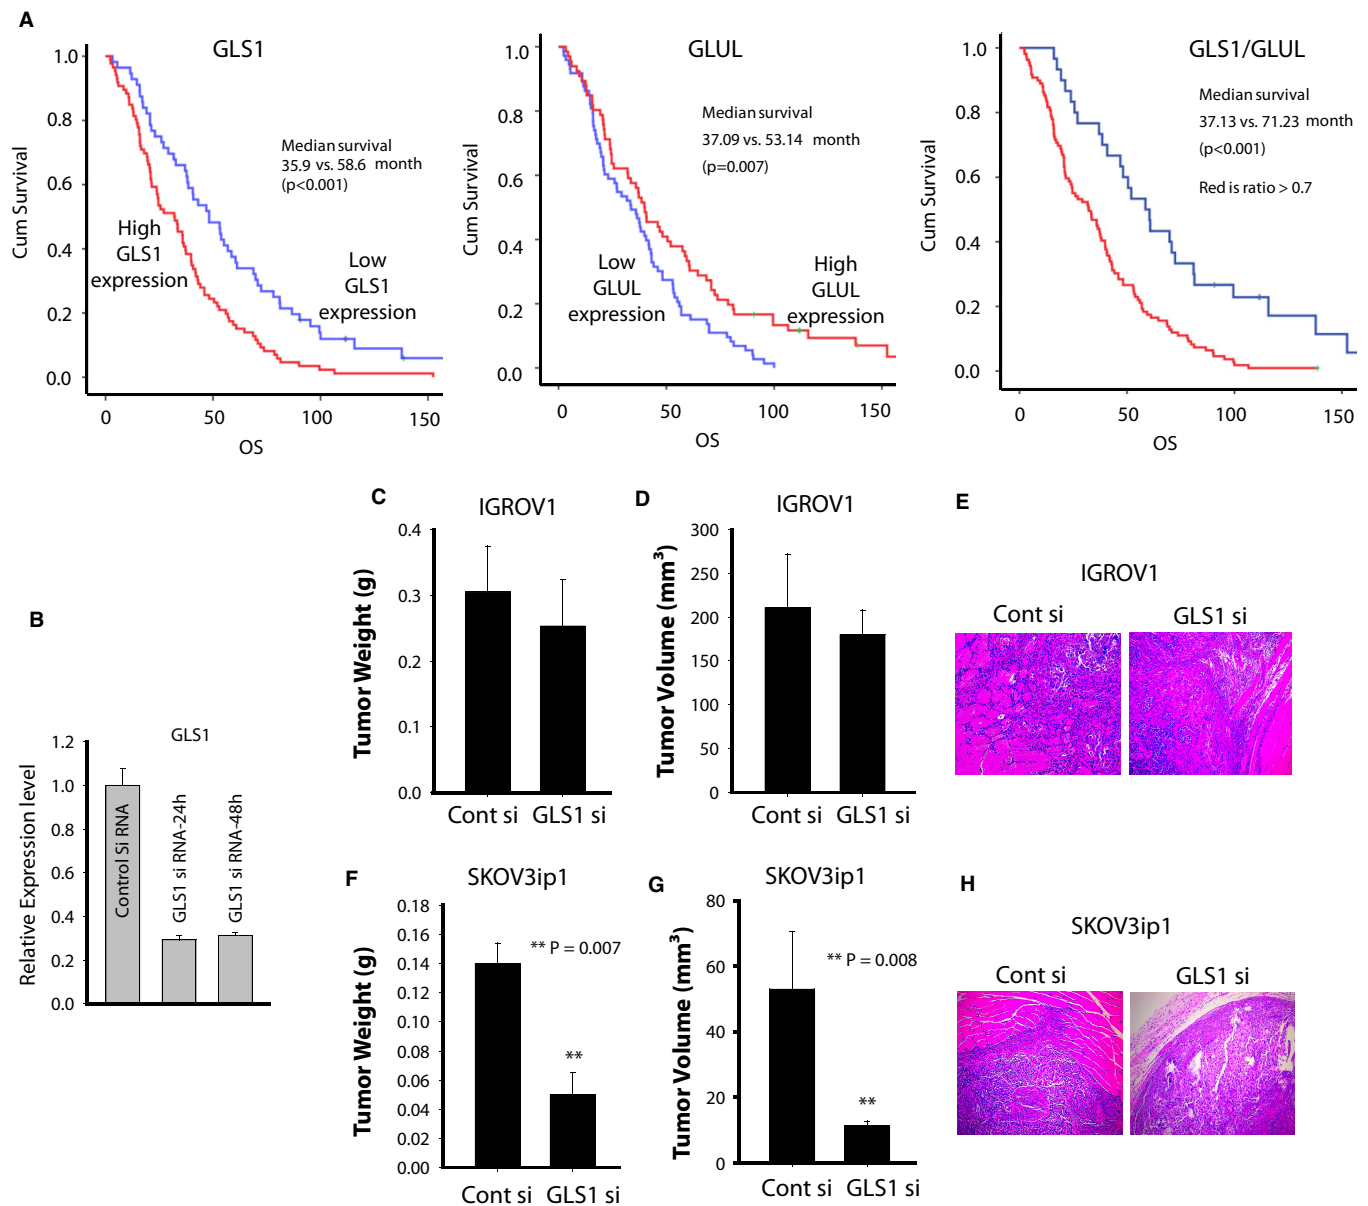 A
GLS1
1.0
0.8
0.6
0.4
0.2
0.0
Cum Survival
Median survival
35.9 vs. 58.6 month
(p<0.001)
High
GLS1
expression
Low
GLS1
expression
0
50
100
150
OS
GLUL
1.0
0.8
0.6
0.4
0.2
0.0
Cum Survival
Median survival
37.09 vs. 53.14 month
(p=0.007)
Low
GLUL
expression
High
GLUL
expression
0
50
100
150
OS
GLS1/GLUL
1.0
0.8
0.6
0.4
0.2
0.0
Cum Survival
Median survival
37.13 vs. 71.23 month
(p<0.001)
Red is ratio > 0.7
0
50
100
150
OS
B
GLS1
1.2
1.0
0.8
0.6
0.4
0.2
0.0
Relative Expression level
Control Si RNA
GLS1 si RNA-24h
GLS1 si RNA-48h
C
IGROV1
0.4
0.3
0.2
0.1
0.0
Tumor Weight (g)
Cont si
GLS1 si
D
IGROV1
300
250
200
150
100
50
0
Tumor Volume (mm³)
Cont si
GLS1 si
E
IGROV1
Cont si
GLS1 si
F
SKOV3ip1
0.18
0.16
0.14
0.12
0.10
0.08
0.06
0.04
0.02
0.00
Tumor Weight (g)
** P = 0.007
**
Cont si
GLS1 si
G
SKOV3ip1
80
60
40
20
0
Tumor Volume (mm³)
** P = 0.008
**
Cont si
GLS1 si
H
SKOV3ip1
Cont si
GLS1 si